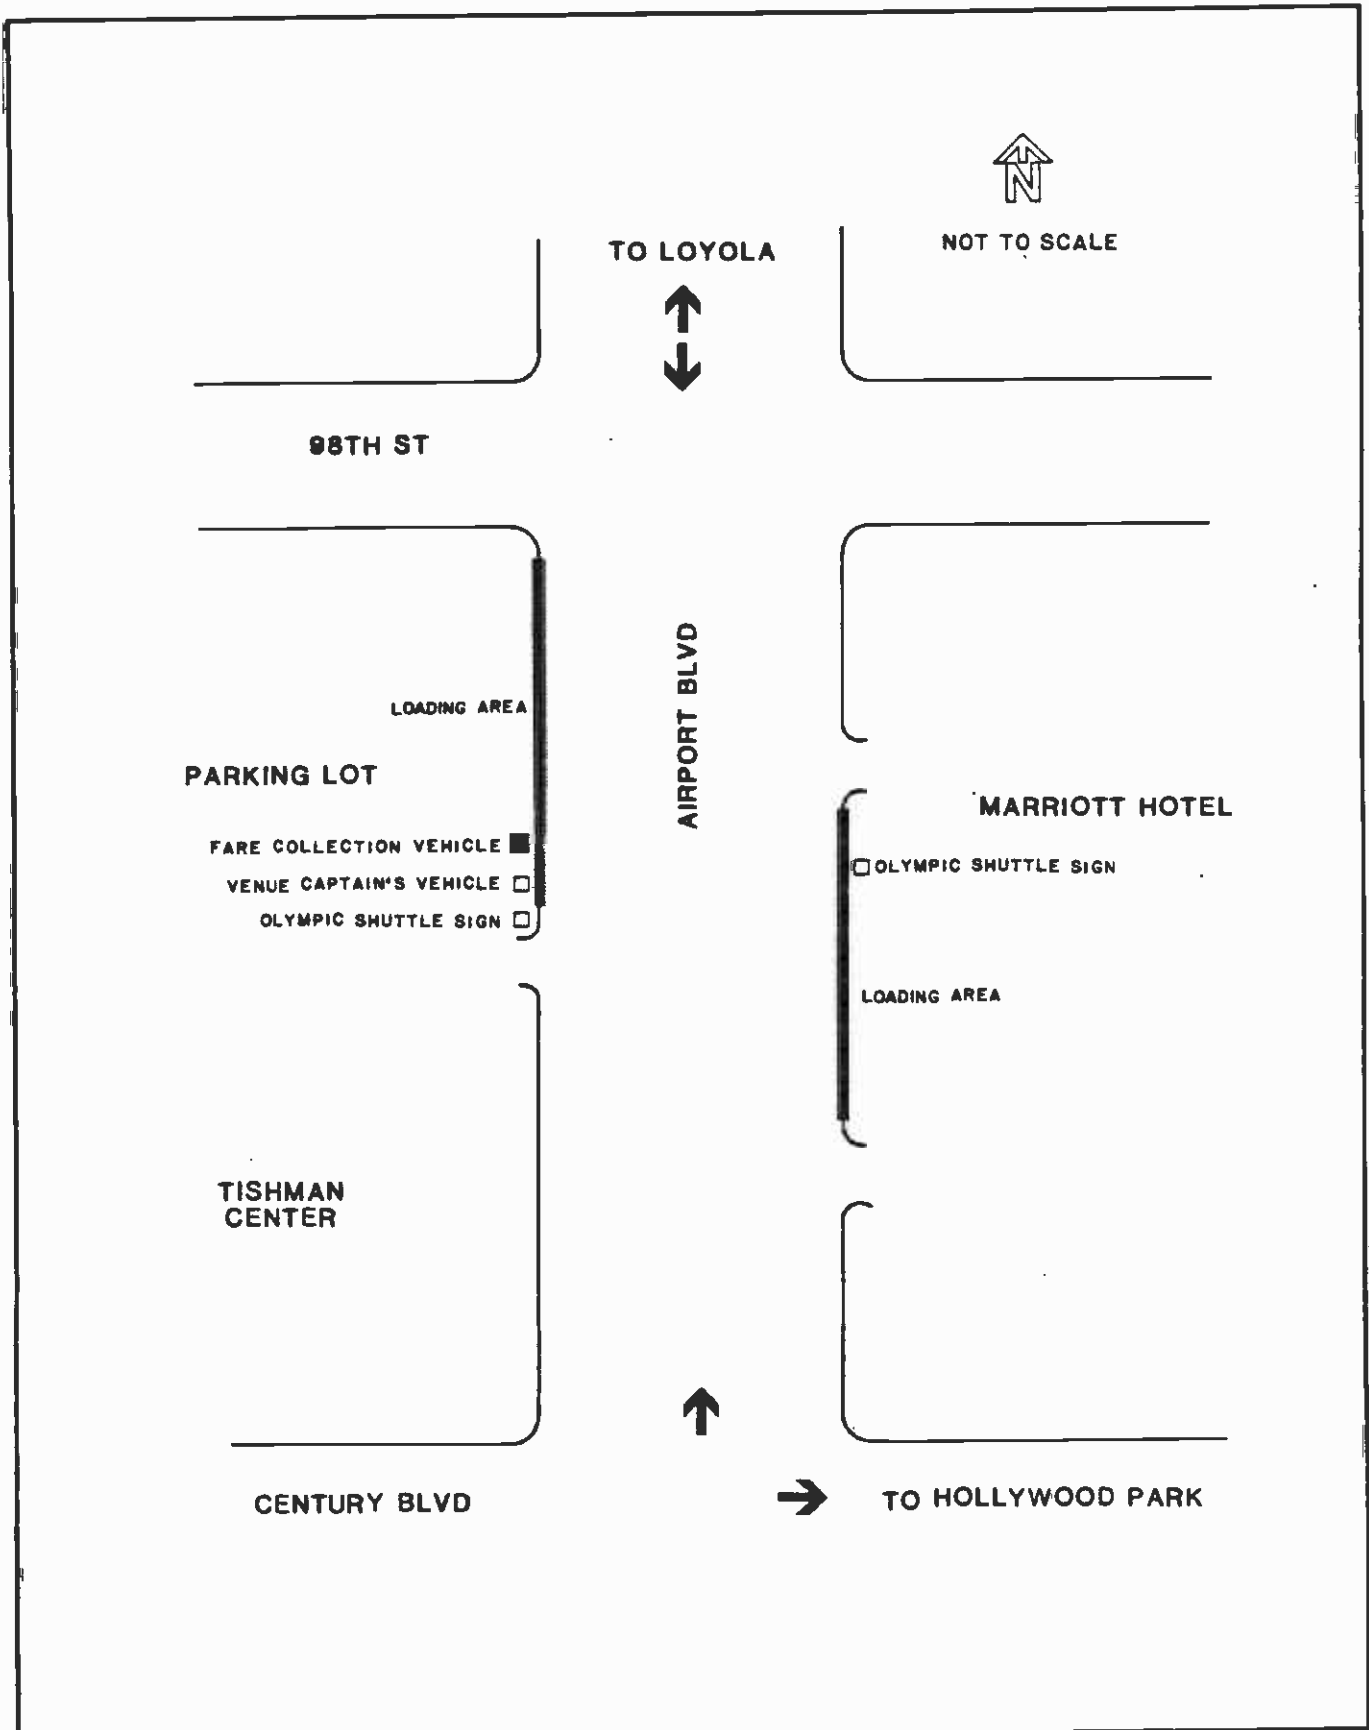 N
NOT TO SCALE
TO LOYOLA
98TH ST
AIRPORT BLVD
LOADING AREA
PARKING LOT
MARRIOTT HOTEL
FARE COLLECTION VEHICLE
OLYMPIC SHUTTLE SIGN
VENUE CAPTAIN'S VEHICLE
OLYMPIC SHUTTLE SIGN
LOADING AREA
TISHMAN
CENTER
CENTURY BLVD
TO HOLLYWOOD PARK